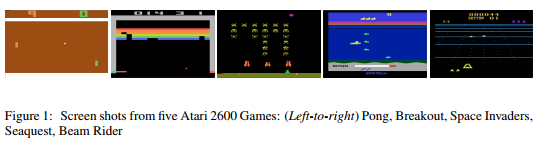 Figure 1: Screen shots from five Atari 2600 Games: (Left-to-right) Pong, Breakout, Space Invaders,
Seaquest, Beam Rider